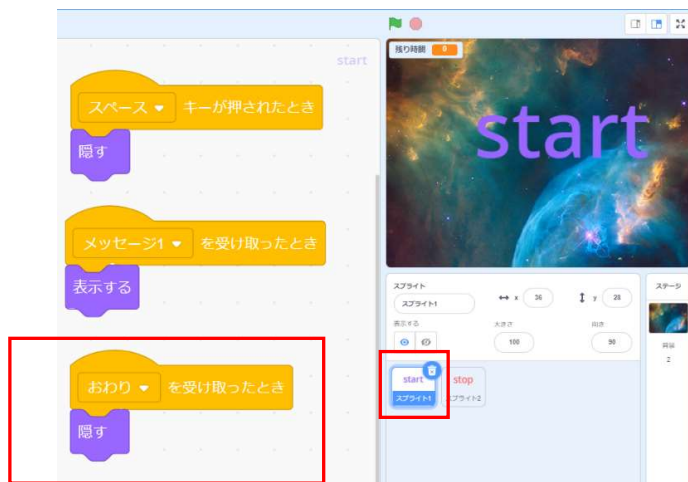 start
スペース キーが押されたとき
隠す
メッセージ1 を受け取ったとき
表示する
おわり を受け取ったとき
隠す
残り時間 0
start
スプライト
スプライト1
x 36
y 28
表示する
大きさ
100
向き
90
start
スプライト1
stop
スプライト2
ステージ
背景
2